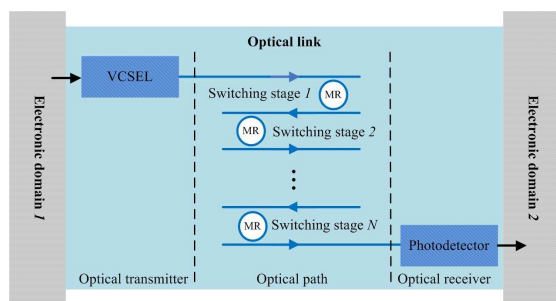 Optical link
VCSEL
Switching stage 1
MR
MR
Switching stage 2
MR
Switching stage N
Photodetector
Electronic domain 1
Electronic domain 2
Optical transmitter
Optical path
Optical receiver